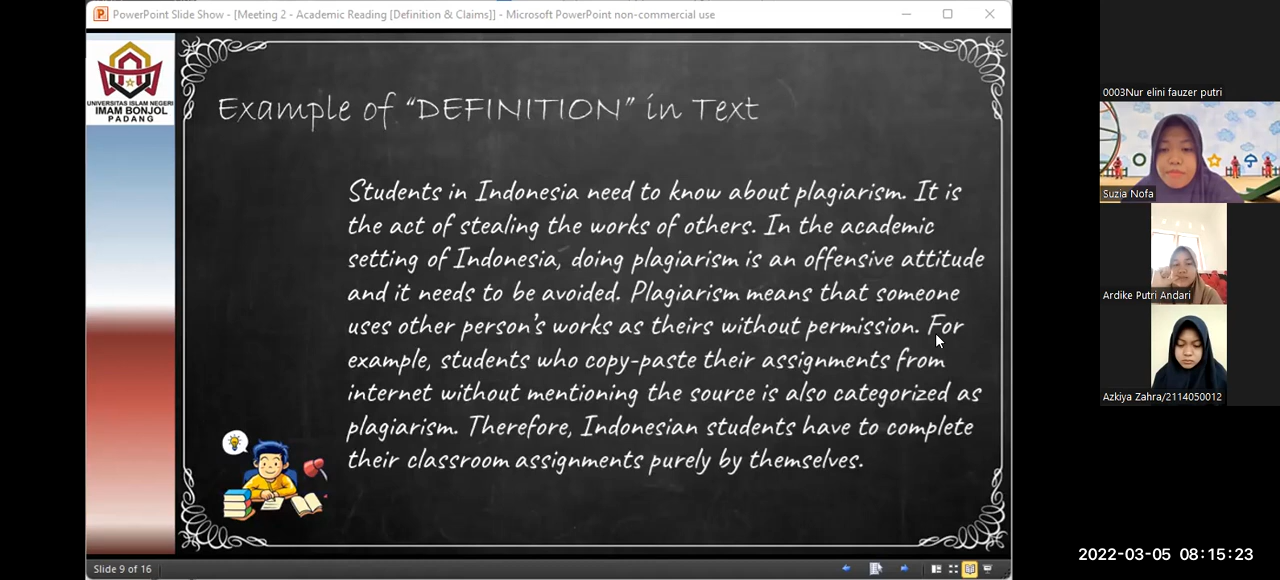 PowerPoint Slide Show - [Meeting 2 - Academic Reading [Definition & Claims]] - Microsoft PowerPoint non-commercial use
UNIVERSITAS ISLAM NEGERI
IMAM BONJOL
PADANG
Example of “DEFINITION” in Text
Students in Indonesia need to know about plagiarism. It is
the act of stealing the works of others. In the academic
setting of Indonesia, doing plagiarism is an offensive attitude
and it needs to be avoided. Plagiarism means that someone
uses other person’s works as theirs without permission. For
example, students who copy-paste their assignments from
internet without mentioning the source is also categorized as
plagiarism. Therefore, Indonesian students have to complete
their classroom assignments purely by themselves.
Slide 9 of 16
0003Nur elini fauzer putri
Suzia Nofa
Ardike Putri Andari
Azkiya Zahra/2114050012
2022-03-05 08:15:23